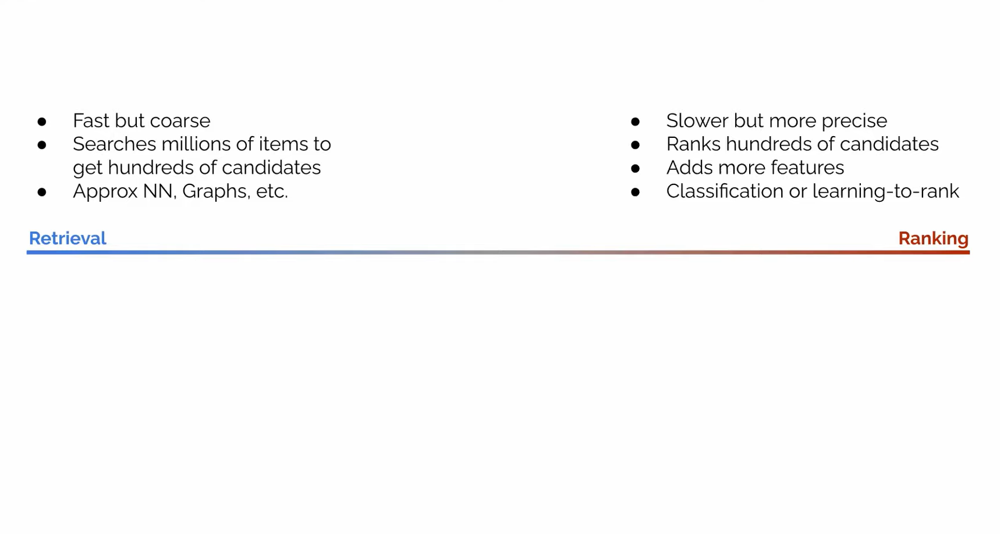 ● Fast but coarse
● Searches millions of items to
get hundreds of candidates
● Approx NN, Graphs, etc.
● Slower but more precise
● Ranks hundreds of candidates
● Adds more features
● Classification or learning-to-rank
Retrieval
Ranking